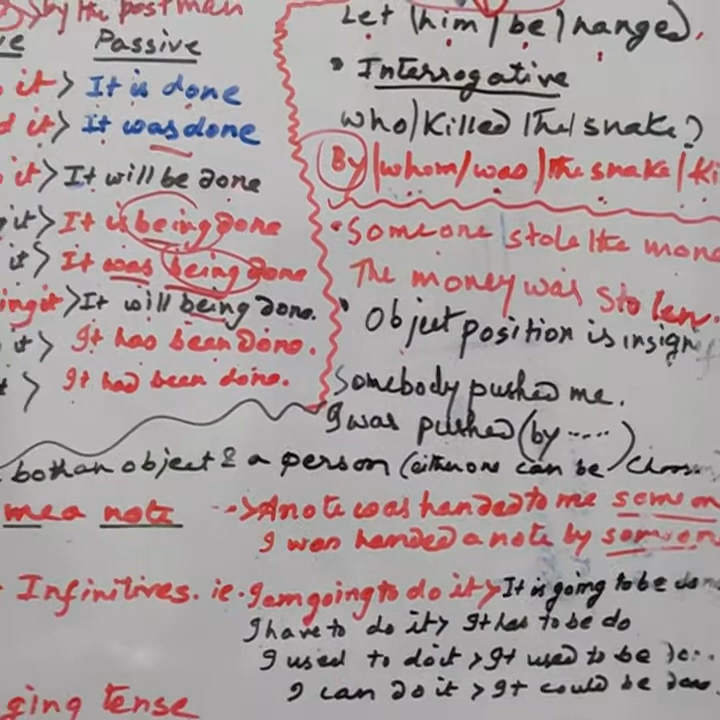 by the postman
Passive
it> It is done
it> It was done
it> It will be done
it> It is being done
it> It was being done
ing it> It will being done.
it> It has been done.
> It had been done.
Let (him / be / hanged).
• Interrogative
who/Killed/The/snake?
By/whom/was/the snake/Ki
• Someone stole the mone
The money was stolen.
• Object position is insign
Somebody pushed me.
I was pushed (by .....)
both an object & a person (either one can be
me a note --> A note was handed to me
I was handed a note by
Infinitives. ie. I am going to do it> It is going to be
I have to do it> It has to be do
I used to do it > It used to be
I can do it > It could be
ging tense